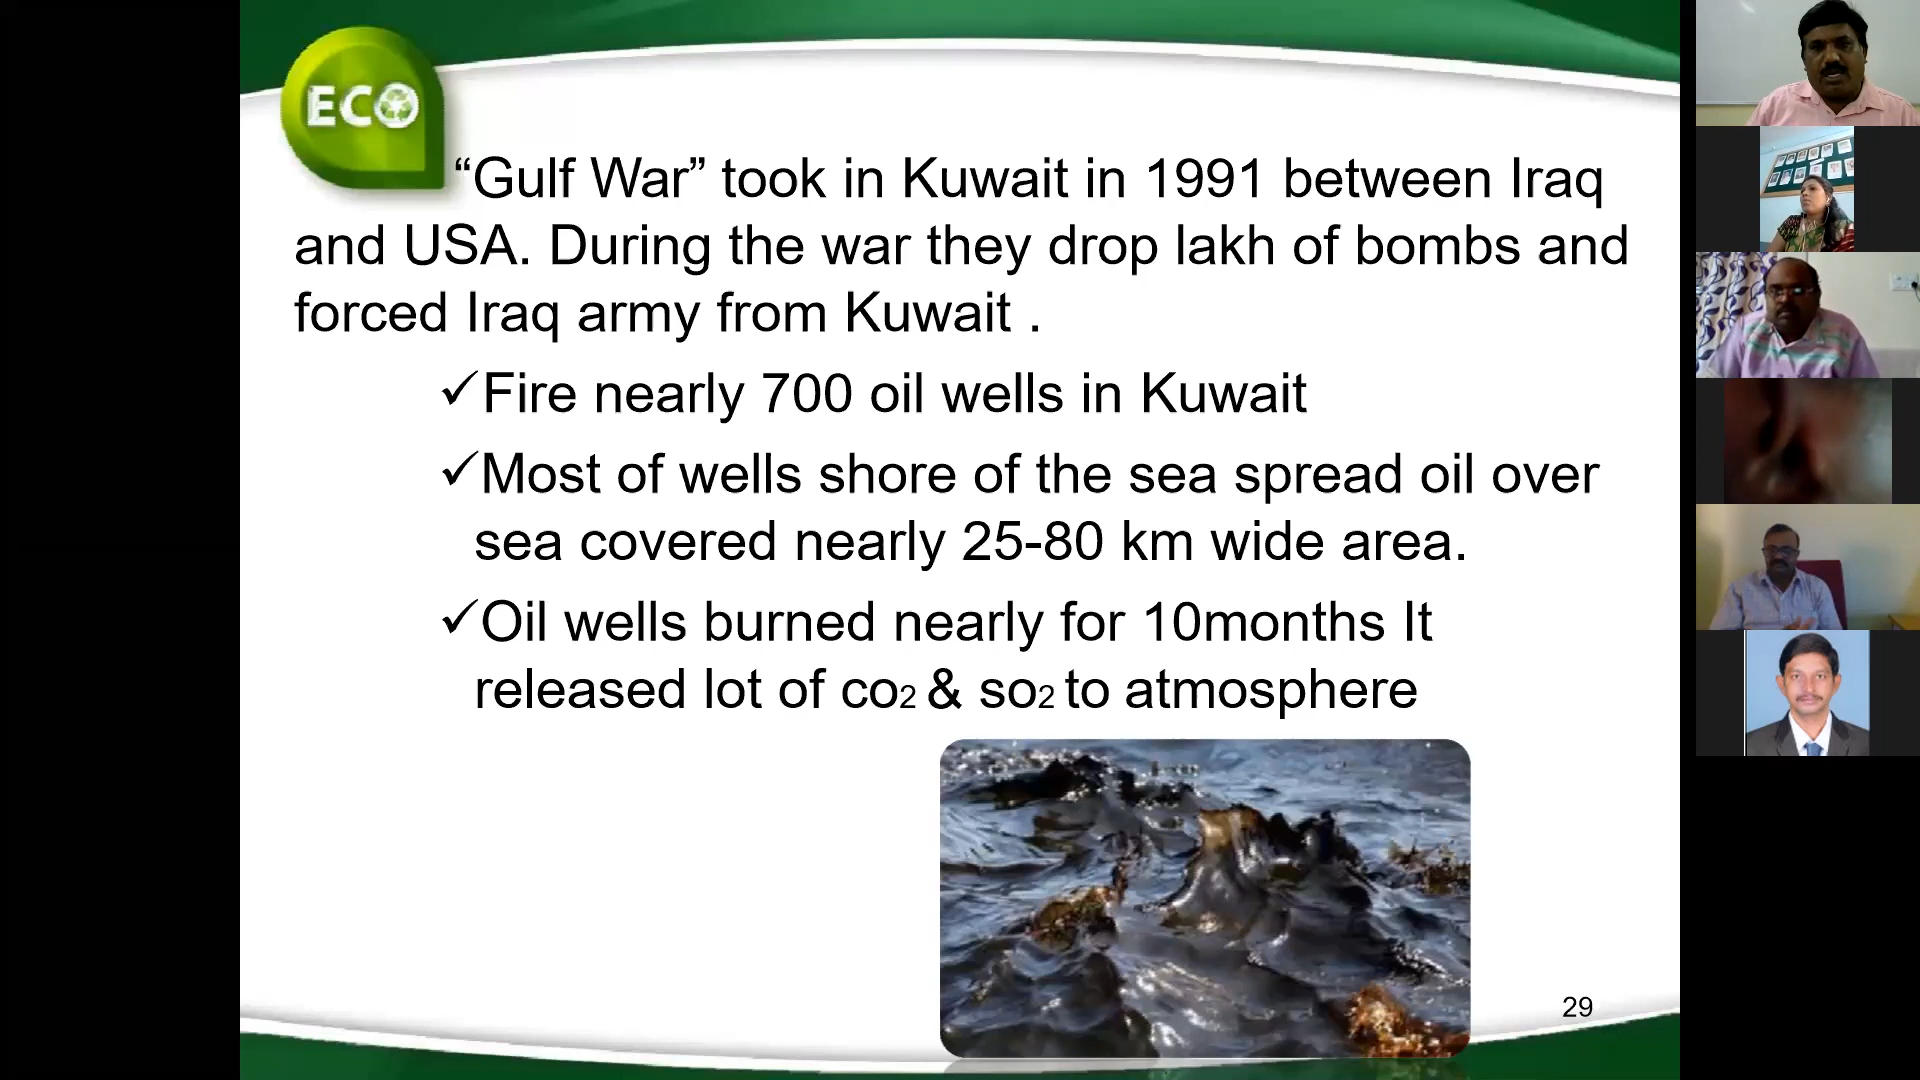 ECO
“Gulf War” took in Kuwait in 1991 between Iraq
and USA. During the war they drop lakh of bombs and
forced Iraq army from Kuwait .
✓Fire nearly 700 oil wells in Kuwait
✓Most of wells shore of the sea spread oil over
sea covered nearly 25-80 km wide area.
✓Oil wells burned nearly for 10months It
released lot of co₂ & so₂ to atmosphere
29